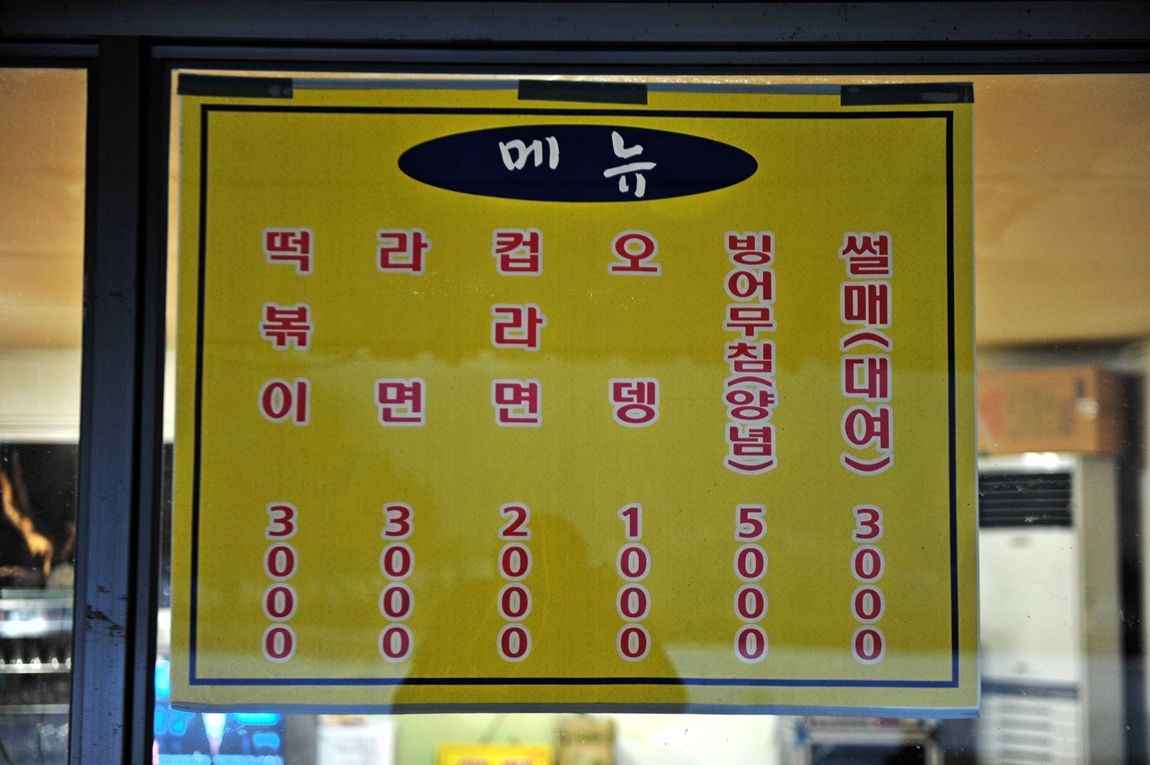 메뉴
떡볶이 3000
라면 3000
컵라면 2000
오뎅 1000
빙어무침(양념) 5000
썰매(대여) 3000